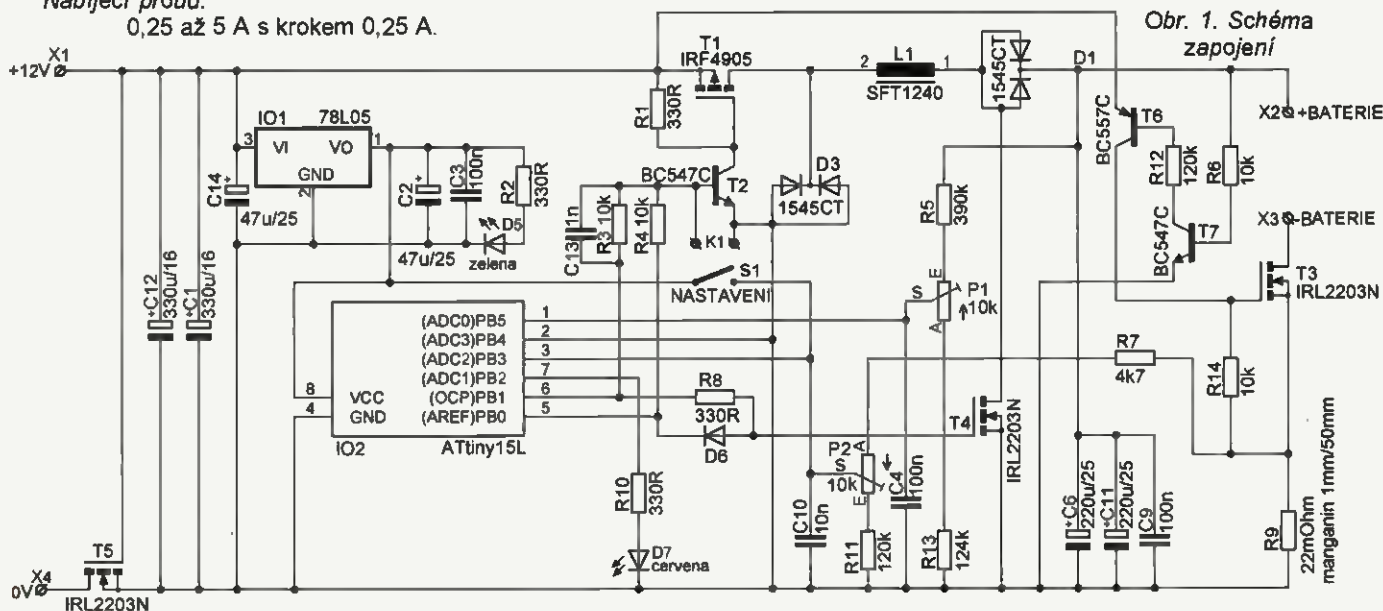 Nabíjecí proud:
0,25 až 5 A s krokem 0,25 A.
Obr. 1. Schéma
zapojení
X1
+12V
T1
IRF4905
R1
330R
2
L1
1
SFT1240
1545CT
D1
X2
+BATERIE
T6
BC557C
R12
120k
R6
10k
X3
-BATERIE
IO1
78L05
3
VI
VO
1
GND
2
C14
47u/25
C2
47u/25
C3
100n
R2
330R
D5
zelena
BC547C
T2
D3
1545CT
C13
1n
R3
10k
R4
10k
K1
S1
NASTAVENI
R5
390k
E
S
P1
10k
A
BC547C
T7
T3
IRL2203N
+C12
330u/16
+C1
330u/16
(ADC0)PB5
1
(ADC3)PB4
2
(ADC2)PB3
3
(ADC1)PB2
7
(OCP)PB1
6
(AREF)PB0
5
8
VCC
4
GND
IO2
ATtiny15L
R8
330R
D6
R7
4k7
R14
10k
T4
IRL2203N
P2
A
S
10k
E
C4
100n
R10
330R
C10
10n
R11
120k
R13
124k
+C6
220u/25
+C11
220u/25
C9
100n
R9
22mOhm
manganin 1mm/50mm
D7
cervena
T5
X4
0V
IRL2203N